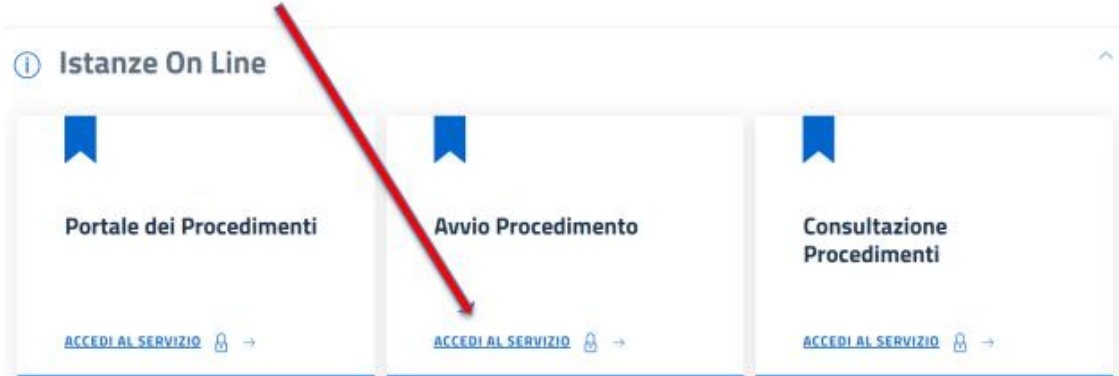 Istanze On Line
Portale dei Procedimenti
Avvio Procedimento
Consultazione
Procedimenti
ACCEDI AL SERVIZIO
ACCEDI AL SERVIZIO
ACCEDI AL SERVIZIO